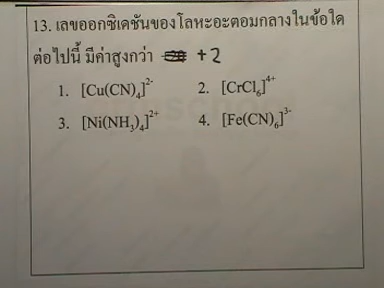 13. เลขออกซิเดชันของโลหะอะตอมกลางในข้อใด
ต่อไปนี้ มีค่าสูงกว่า +2
1. [Cu(CN)₄]²⁻ 2. [CrCl₆]⁴⁺
3. [Ni(NH₃)₄]²⁺ 4. [Fe(CN)₆]³⁻